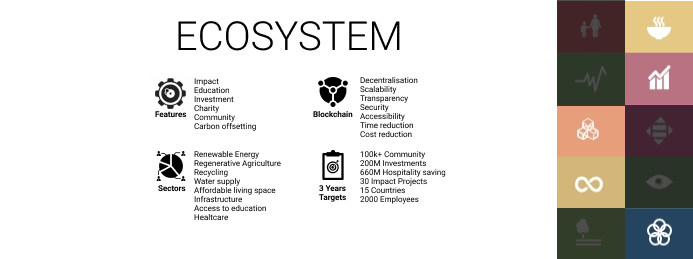 ECOSYSTEM
Features
Impact
Education
Investment
Charity
Community
Carbon offsetting
Blockchain
Decentralisation
Scalability
Transparency
Security
Accessibility
Time reduction
Cost reduction
Sectors
Renewable Energy
Regenerative Agriculture
Recycling
Water supply
Affordable living space
Infrastructure
Access to education
Healtcare
3 Years
Targets
100k+ Community
200M Investments
660M Hospitality saving
30 Impact Projects
15 Countries
2000 Employees